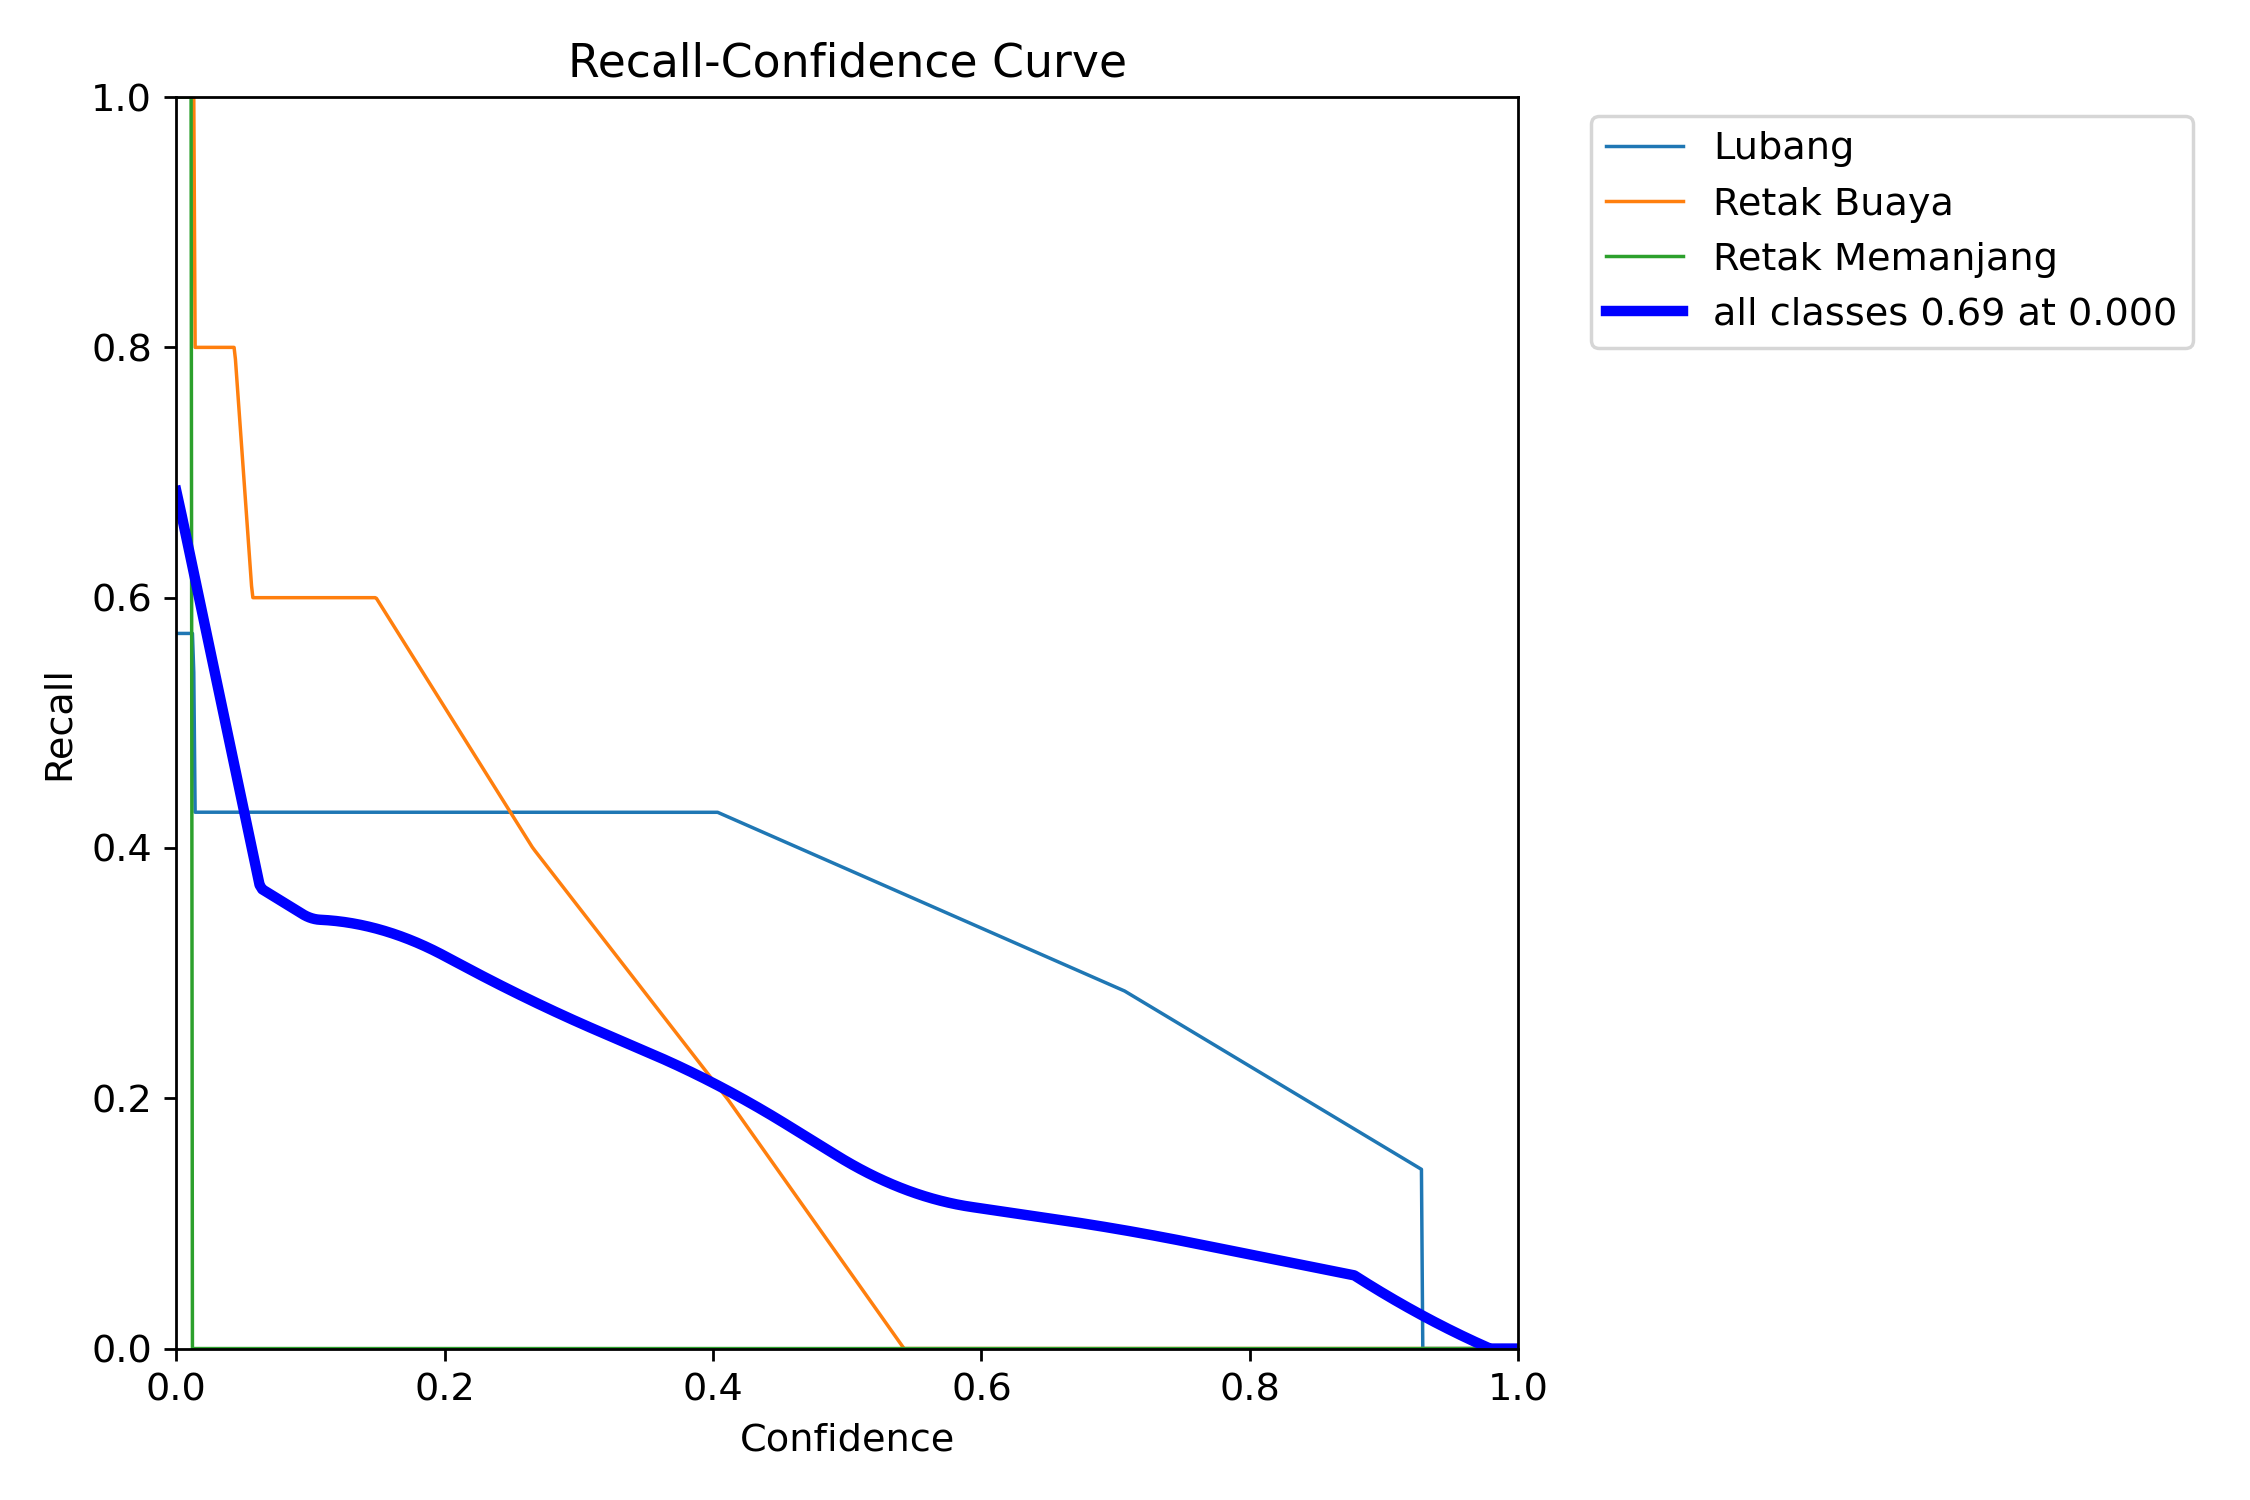 Recall-Confidence Curve
1.0
0.8
0.6
0.4
0.2
0.0
Recall
0.0 0.2 0.4 0.6 0.8 1.0
Confidence
Lubang
Retak Buaya
Retak Memanjang
all classes 0.69 at 0.000